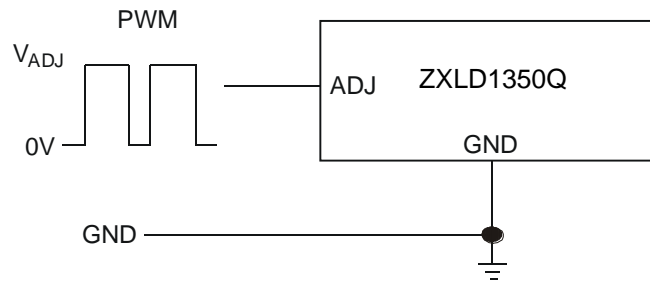 PWM
VADJ
0V
ADJ
ZXLD1350Q
GND
GND